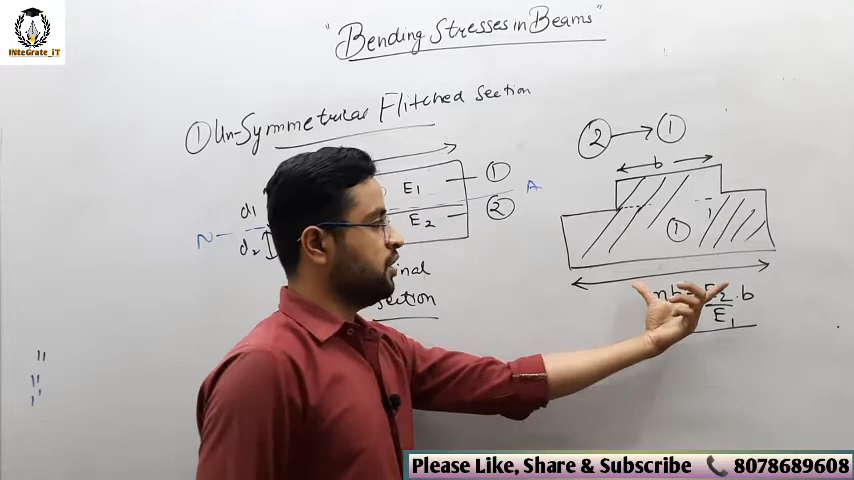 INteGrate_iT
"Bending Stresses in Beams"
① Un-Symmetrical Flitched Section
② → ①
b
d1
E1
①
N
A
d2
E2
②
①
section
E2 . b
E1
Please Like, Share & Subscribe 8078689608